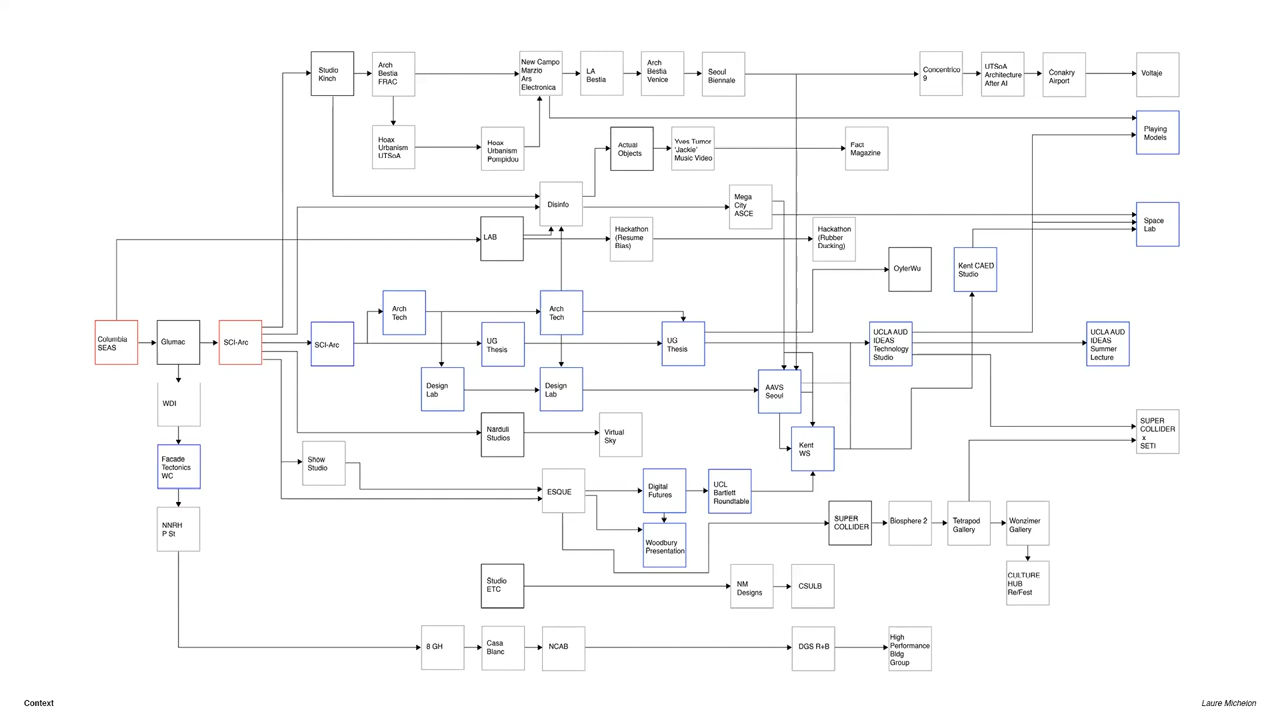 Studio
Kinch
Arch
Bestia
FRAC
New Campo
Marzio
Ars
Electronica
LA
Bestia
Arch
Bestia
Venice
Seoul
Biennale
Concentrico
9
UTSoA
Architecture
After AI
Conakry
Airport
Voltaje
Playing
Models
Hoax
Urbanism
UTSoA
Hoax
Urbanism
Pompidou
Actual
Objects
Yves Tumor
'Jackie'
Music Video
Fact
Magazine
Disinfo
Mega
City
ASCE
Space
Lab
LAB
Hackathon
(Resume
Bias)
Hackathon
(Rubber
Ducking)
OylerWu
Kent CAED
Studio
Arch
Tech
Arch
Tech
Columbia
SEAS
Glumac
SCI-Arc
SCI-Arc
UG
Thesis
UG
Thesis
UCLA AUD
IDEAS
Technology
Studio
UCLA AUD
IDEAS
Summer
Lecture
Design
Lab
Design
Lab
AAVS
Seoul
WDI
Narduli
Studios
Virtual
Sky
Kent
WS
SUPER
COLLIDER
x
SETI
Facade
Tectonics
WC
Show
Studio
ESQUE
Digital
Futures
UCL
Bartlett
Roundtable
NNRH
P St
Woodbury
Presentation
SUPER
COLLIDER
Biosphere 2
Tetrapod
Gallery
Wonzimer
Gallery
Studio
ETC
NM
Designs
CSULB
CULTURE
HUB
Re/Fest
8 GH
Casa
Blanc
NCAB
DGS R+B
High
Performance
Bldg
Group
Context
Laure Michelon